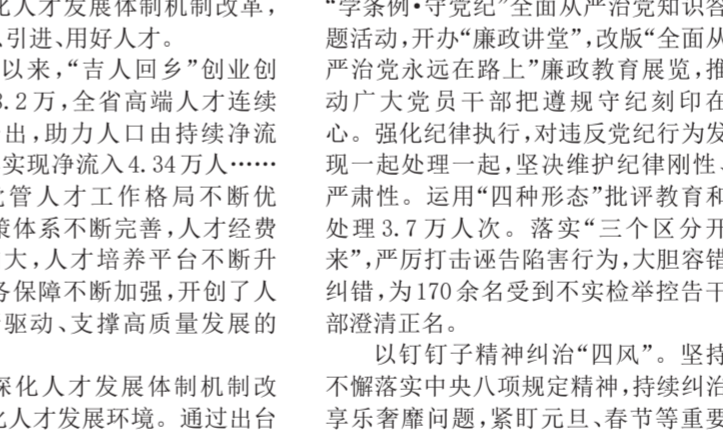 化人才发展体制机制改革，
引进、用好人才。
以来，“吉人回乡”创业创
3.2万，全省高端人才连续
出，助力人口由持续净流
实现净流入4.34万人……
管人才工作格局不断优
策体系不断完善，人才经费
大，人才培养平台不断升
务保障不断加强，开创了人
驱动、支撑高质量发展的
深化人才发展体制机制改
化人才发展环境。通过出台
“学条例·守党纪”全面从严治党知识答
题活动，开办“廉政讲堂”，改版“全面从
严治党永远在路上”廉政教育展览，推
动广大党员干部把遵规守纪刻印在
心。强化纪律执行，对违反党纪行为发
现一起处理一起，坚决维护纪律刚性、
严肃性。运用“四种形态”批评教育和
处理3.7万人次。落实“三个区分开
来”，严厉打击诬告陷害行为，大胆容错
纠错，为170余名受到不实检举控告干
部澄清正名。
以钉钉子精神纠治“四风”。坚持
不懈落实中央八项规定精神，持续纠治
享乐奢靡问题，紧盯元旦、春节等重要